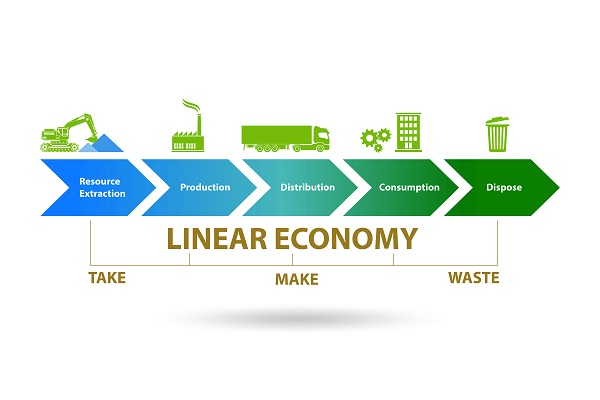 Resource
Extraction
Production
Distribution
Consumption
Dispose
LINEAR ECONOMY
TAKE
MAKE
WASTE